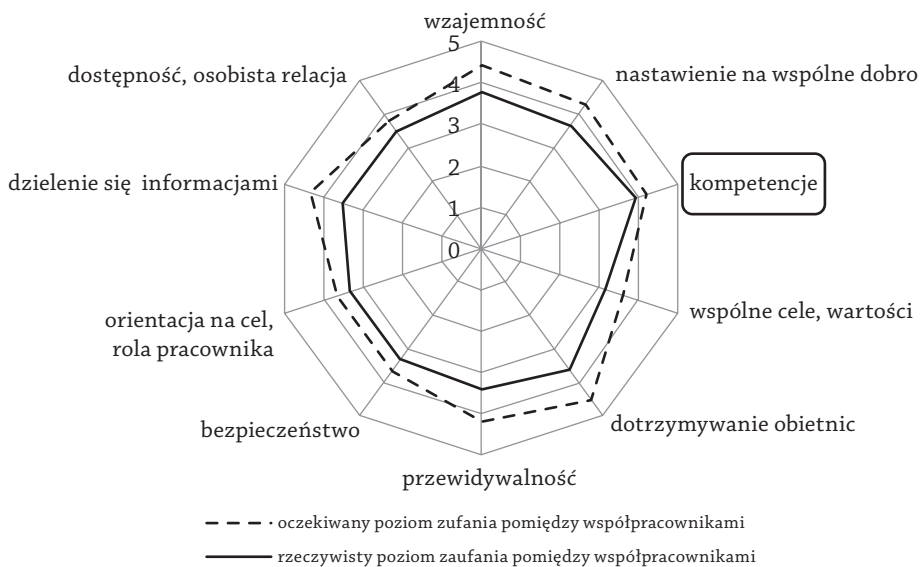 wzajemność
5
dostępność, osobista relacja
nastawienie na wspólne dobro
4
3
dzielenie się informacjami
kompetencje
2
1
0
orientacja na cel,
rola pracownika
wspólne cele, wartości
bezpieczeństwo
dotrzymywanie obietnic
przewidywalność
oczekiwany poziom zufania pomiędzy współpracownikami
rzeczywisty poziom zaufania pomiędzy współpracownikami